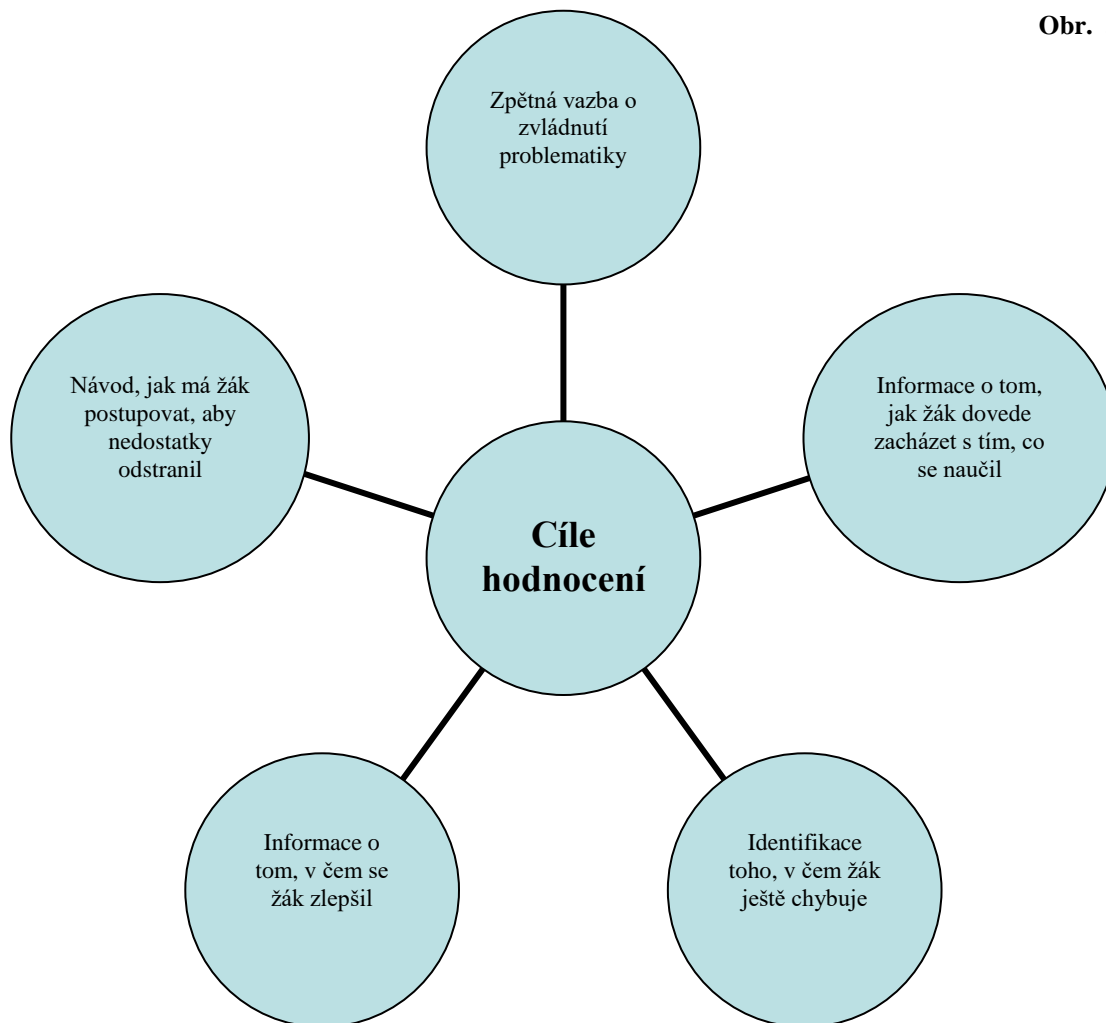 Obr.
Zpětná vazba o
zvládnutí
problematiky
Návod, jak má žák
postupovat, aby
nedostatky
odstranil
Informace o tom,
jak žák dovede
zacházet s tím, co
se naučil
Cíle
hodnocení
Informace o
tom, v čem se
žák zlepšil
Identifikace
toho, v čem žák
ještě chybuje